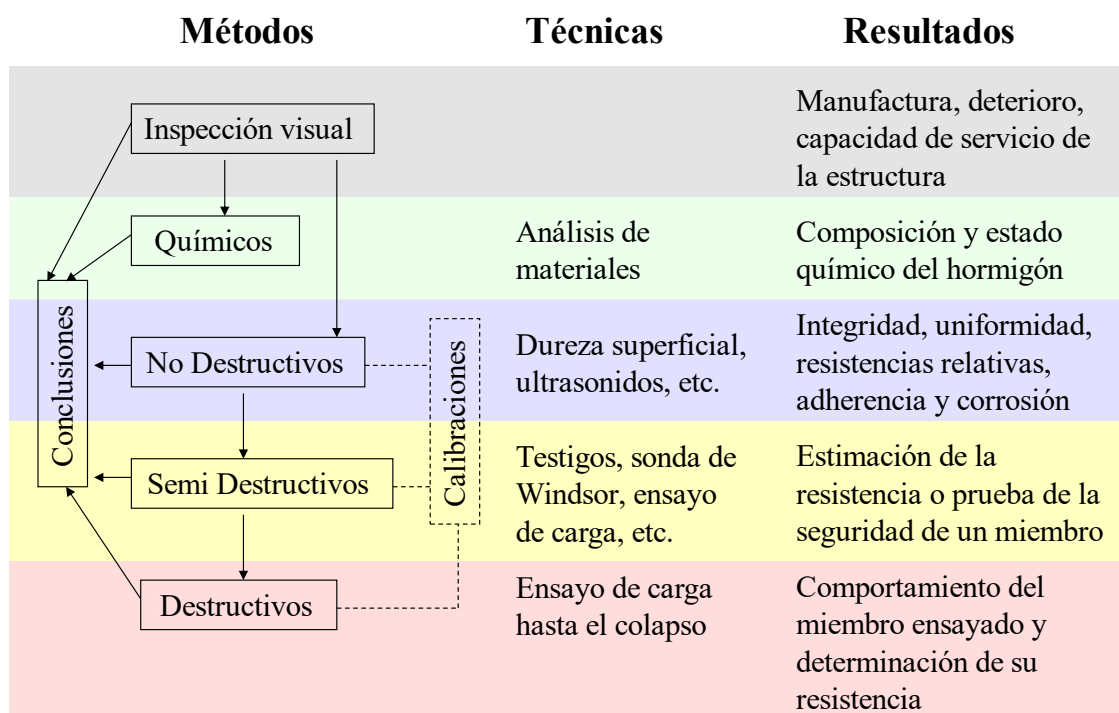 Métodos
Técnicas
Resultados
Inspección visual
Manufactura, deterioro,
capacidad de servicio de
la estructura
Químicos
Análisis de
materiales
Composición y estado
químico del hormigón
Conclusiones
No Destructivos
Calibraciones
Dureza superficial,
ultrasonidos, etc.
Integridad, uniformidad,
resistencias relativas,
adherencia y corrosión
Semi Destructivos
Testigos, sonda de
Windsor, ensayo
de carga, etc.
Estimación de la
resistencia o prueba de la
seguridad de un miembro
Destructivos
Ensayo de carga
hasta el colapso
Comportamiento del
miembro ensayado y
determinación de su
resistencia